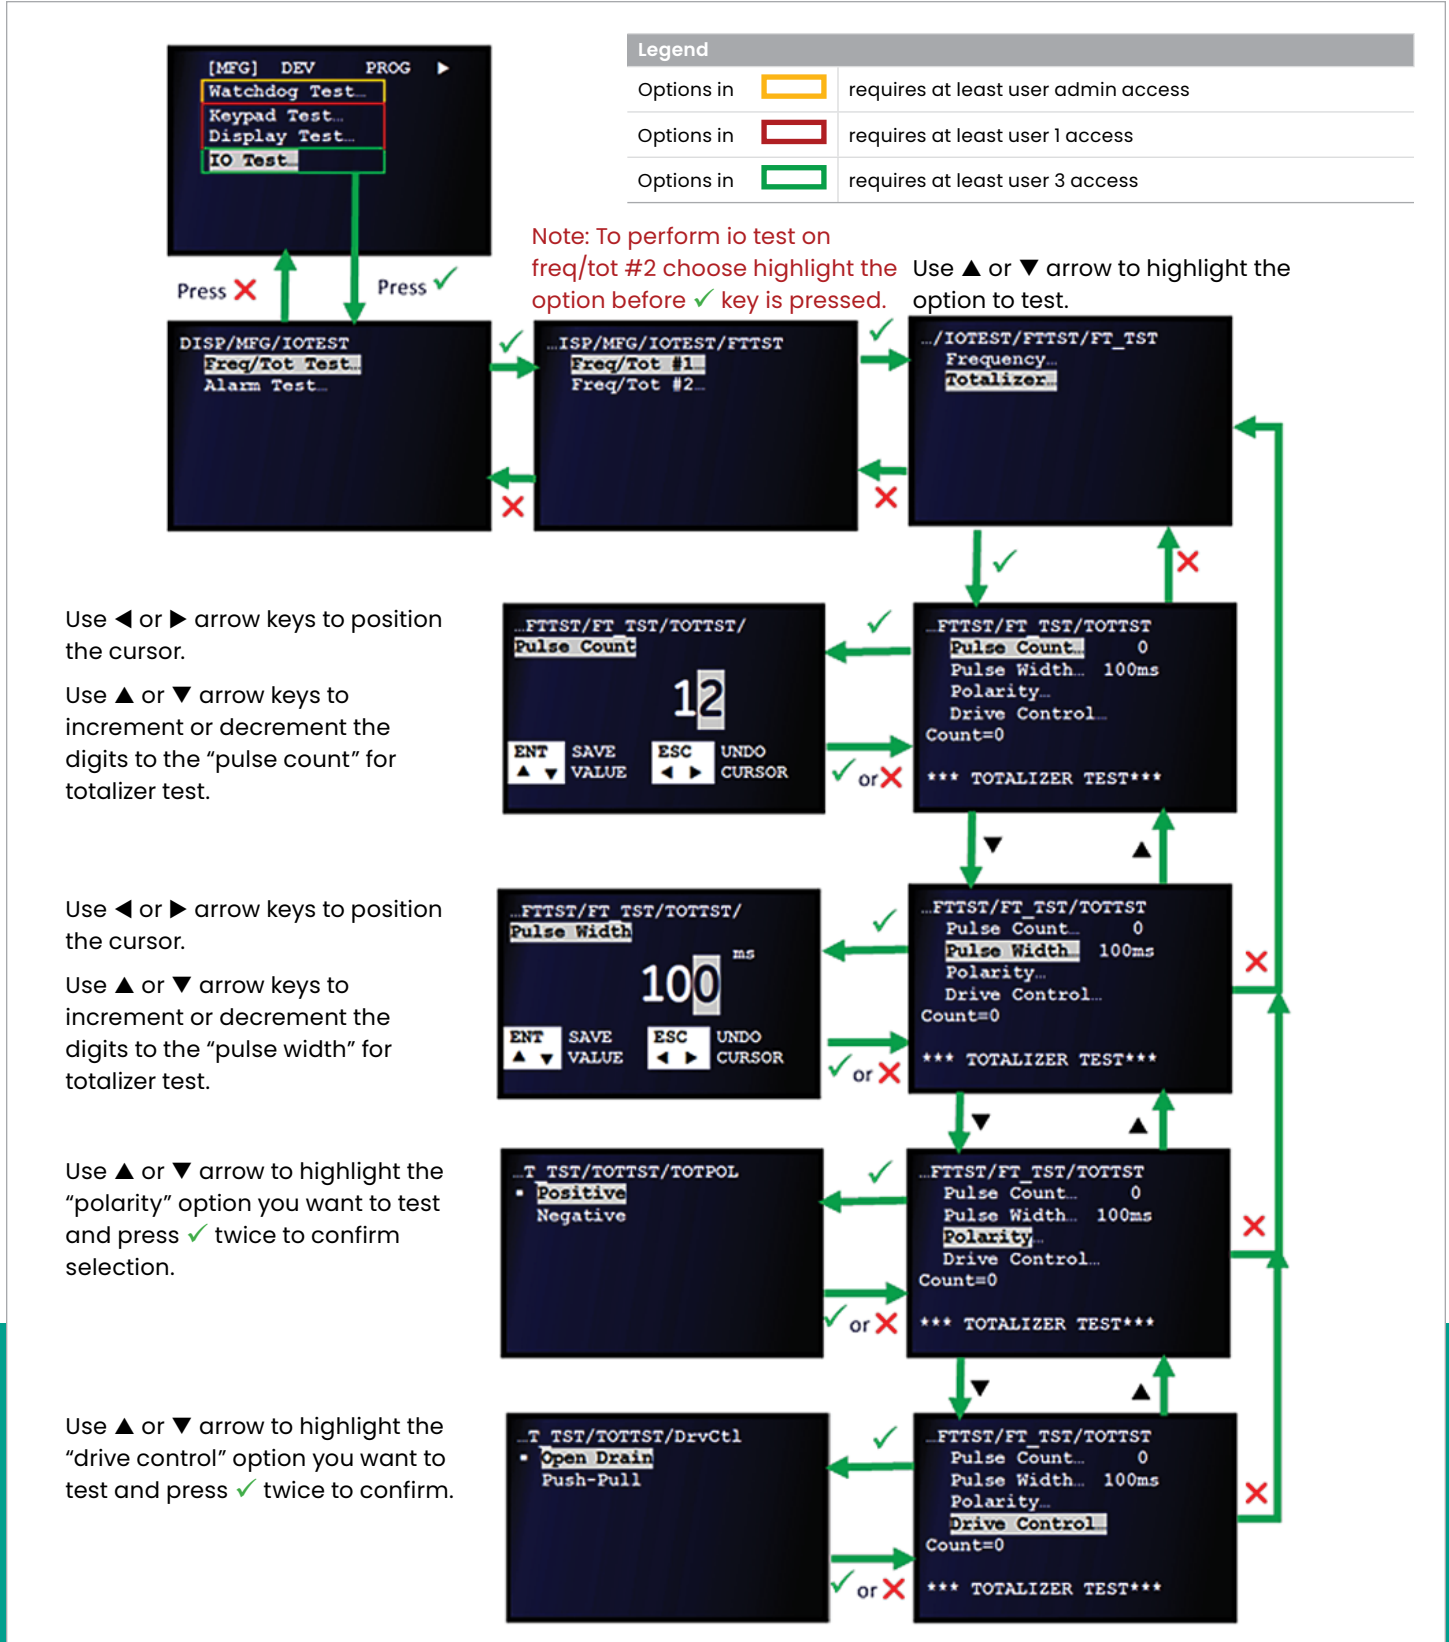 [MFG] DEV PROG ▶
Watchdog Test…
Keypad Test…
Display Test…
IO Test…
Legend
Options in requires at least user admin access
Options in requires at least user 1 access
Options in requires at least user 3 access
Press ✕
Press ✓
Note: To perform io test on
freq/tot #2 choose highlight the
option before ✓ key is pressed.
Use ▲ or ▼ arrow to highlight the
option to test.
DISP/MFG/IOTEST
Freq/Tot Test…
Alarm Test…
✓
✕
…ISP/MFG/IOTEST/FTTST
Freq/Tot #1…
Freq/Tot #2…
✓
✕
…/IOTEST/FTTST/FT_TST
Frequency…
Totalizer…
✓
✕
Use ◀ or ▶ arrow keys to position
the cursor.
Use ▲ or ▼ arrow keys to
increment or decrement the
digits to the “pulse count” for
totalizer test.
…FTTST/FT_TST/TOTTST/
Pulse Count
12
ENT SAVE ESC UNDO
▲ ▼ VALUE ◀ ▶ CURSOR
✓
✓ or ✕
…FTTST/FT_TST/TOTTST
Pulse Count… 0
Pulse Width… 100ms
Polarity…
Drive Control…
Count=0
*** TOTALIZER TEST***
▼
▲
Use ◀ or ▶ arrow keys to position
the cursor.
Use ▲ or ▼ arrow keys to
increment or decrement the
digits to the “pulse width” for
totalizer test.
…FTTST/FT_TST/TOTTST/
Pulse Width
100 ms
ENT SAVE ESC UNDO
▲ ▼ VALUE ◀ ▶ CURSOR
✓
✓ or ✕
…FTTST/FT_TST/TOTTST
Pulse Count… 0
Pulse Width… 100ms
Polarity…
Drive Control…
Count=0
*** TOTALIZER TEST***
✕
▼
▲
Use ▲ or ▼ arrow to highlight the
“polarity” option you want to test
and press ✓ twice to confirm
selection.
…T_TST/TOTTST/TOTPOL
▪ Positive
Negative
✓
✓ or ✕
…FTTST/FT_TST/TOTTST
Pulse Count… 0
Pulse Width… 100ms
Polarity…
Drive Control…
Count=0
*** TOTALIZER TEST***
✕
▼
▲
Use ▲ or ▼ arrow to highlight the
“drive control” option you want to
test and press ✓ twice to confirm.
…T_TST/TOTTST/DrvCtl
▪ Open Drain
Push-Pull
✓
✓ or ✕
…FTTST/FT_TST/TOTTST
Pulse Count… 0
Pulse Width… 100ms
Polarity…
Drive Control…
Count=0
*** TOTALIZER TEST***
✕